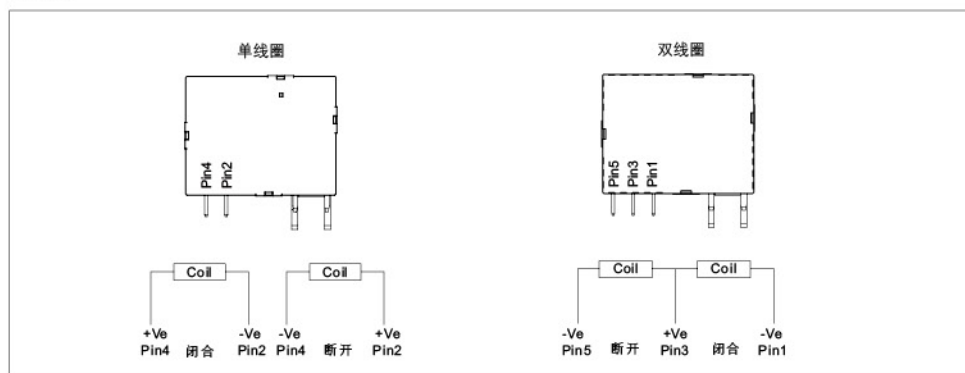 单线圈
双线圈
Pin4
Pin2
Pin5
Pin3
Pin1
Coil
Coil
Coil
Coil
+Ve
Pin4
闭合
-Ve
Pin2
-Ve
Pin4
断开
+Ve
Pin2
-Ve
Pin5
断开
+Ve
Pin3
闭合
-Ve
Pin1